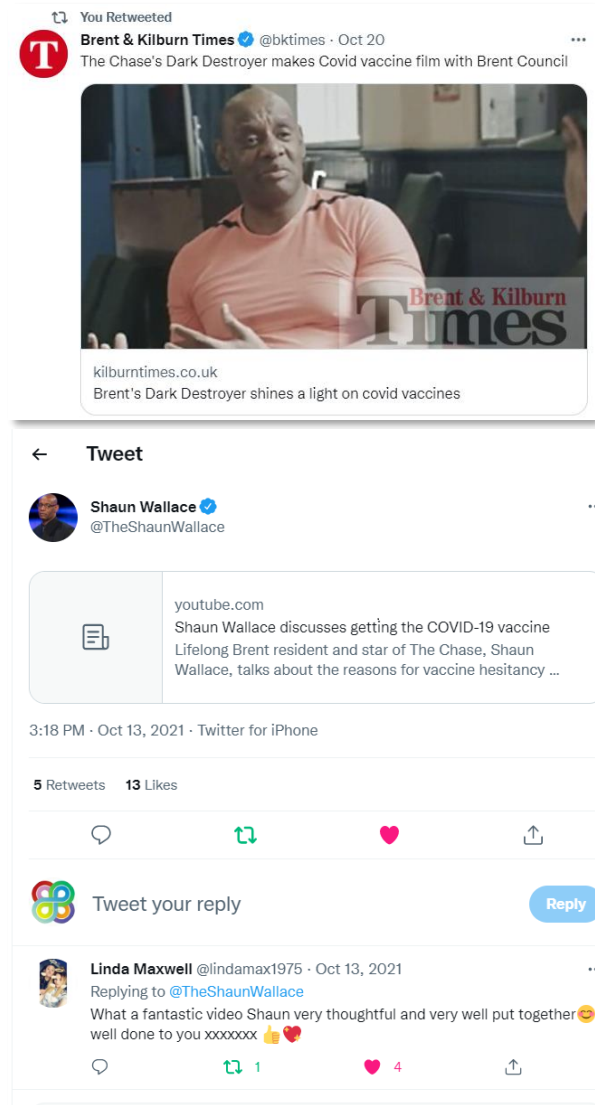 You Retweeted
Brent & Kilburn Times @bktimes · Oct 20
T
The Chase's Dark Destroyer makes Covid vaccine film with Brent Council
Brent & Kilburn
Times
kilburntimes.co.uk
Brent's Dark Destroyer shines a light on covid vaccines
Tweet
Shaun Wallace
@TheShaunWallace
youtube.com
Shaun Wallace discusses getting the COVID-19 vaccine
Lifelong Brent resident and star of The Chase, Shaun
Wallace, talks about the reasons for vaccine hesitancy ...
3:18 PM · Oct 13, 2021 · Twitter for iPhone
5 Retweets 13 Likes
Tweet your reply
Reply
Linda Maxwell @lindamax1975 · Oct 13, 2021
Replying to @TheShaunWallace
What a fantastic video Shaun very thoughtful and very well put together😊
well done to you xxxxxxx 👍💖
1 4